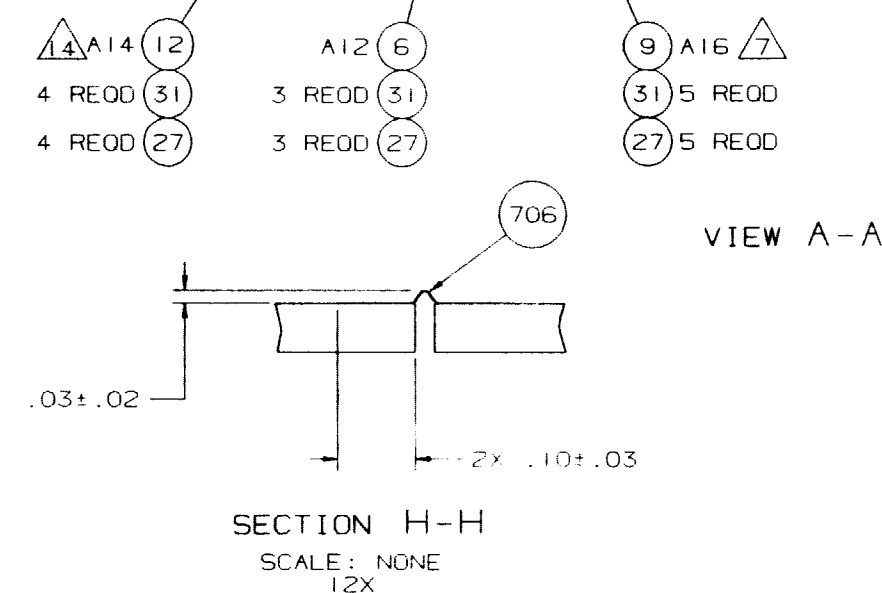 14 A14 12 A12 6 9 A16 7
4 REQD 31 3 REQD 31 31 5 REQD
4 REQD 27 3 REQD 27 27 5 REQD
706
VIEW A-A
.03±.02
2X .10±.03
SECTION H-H
SCALE: NONE
12X